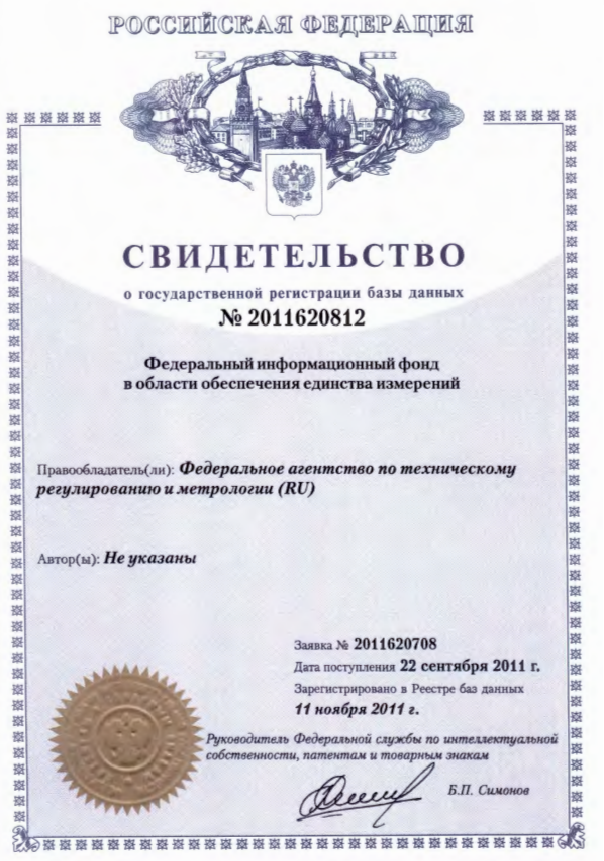 РОССИЙСКАЯ ФЕДЕРАЦИЯ
СВИДЕТЕЛЬСТВО
о государственной регистрации базы данных
№ 2011620812
Федеральный информационный фонд
в области обеспечения единства измерений
Правообладатель(ли): Федеральное агентство по техническому
регулированию и метрологии (RU)
Автор(ы): Не указаны
Заявка № 2011620708
Дата поступления 22 сентября 2011 г.
Зарегистрировано в Реестре баз данных
11 ноября 2011 г.
Руководитель Федеральной службы по интеллектуальной
собственности, патентам и товарным знакам
Б.П. Симонов